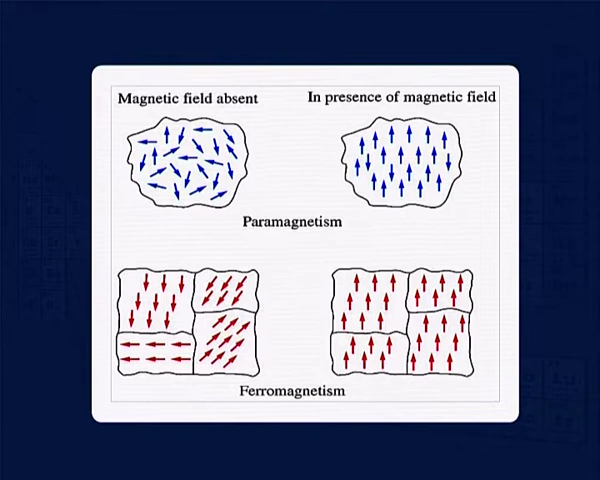 Magnetic field absent
In presence of magnetic field
Paramagnetism
Ferromagnetism